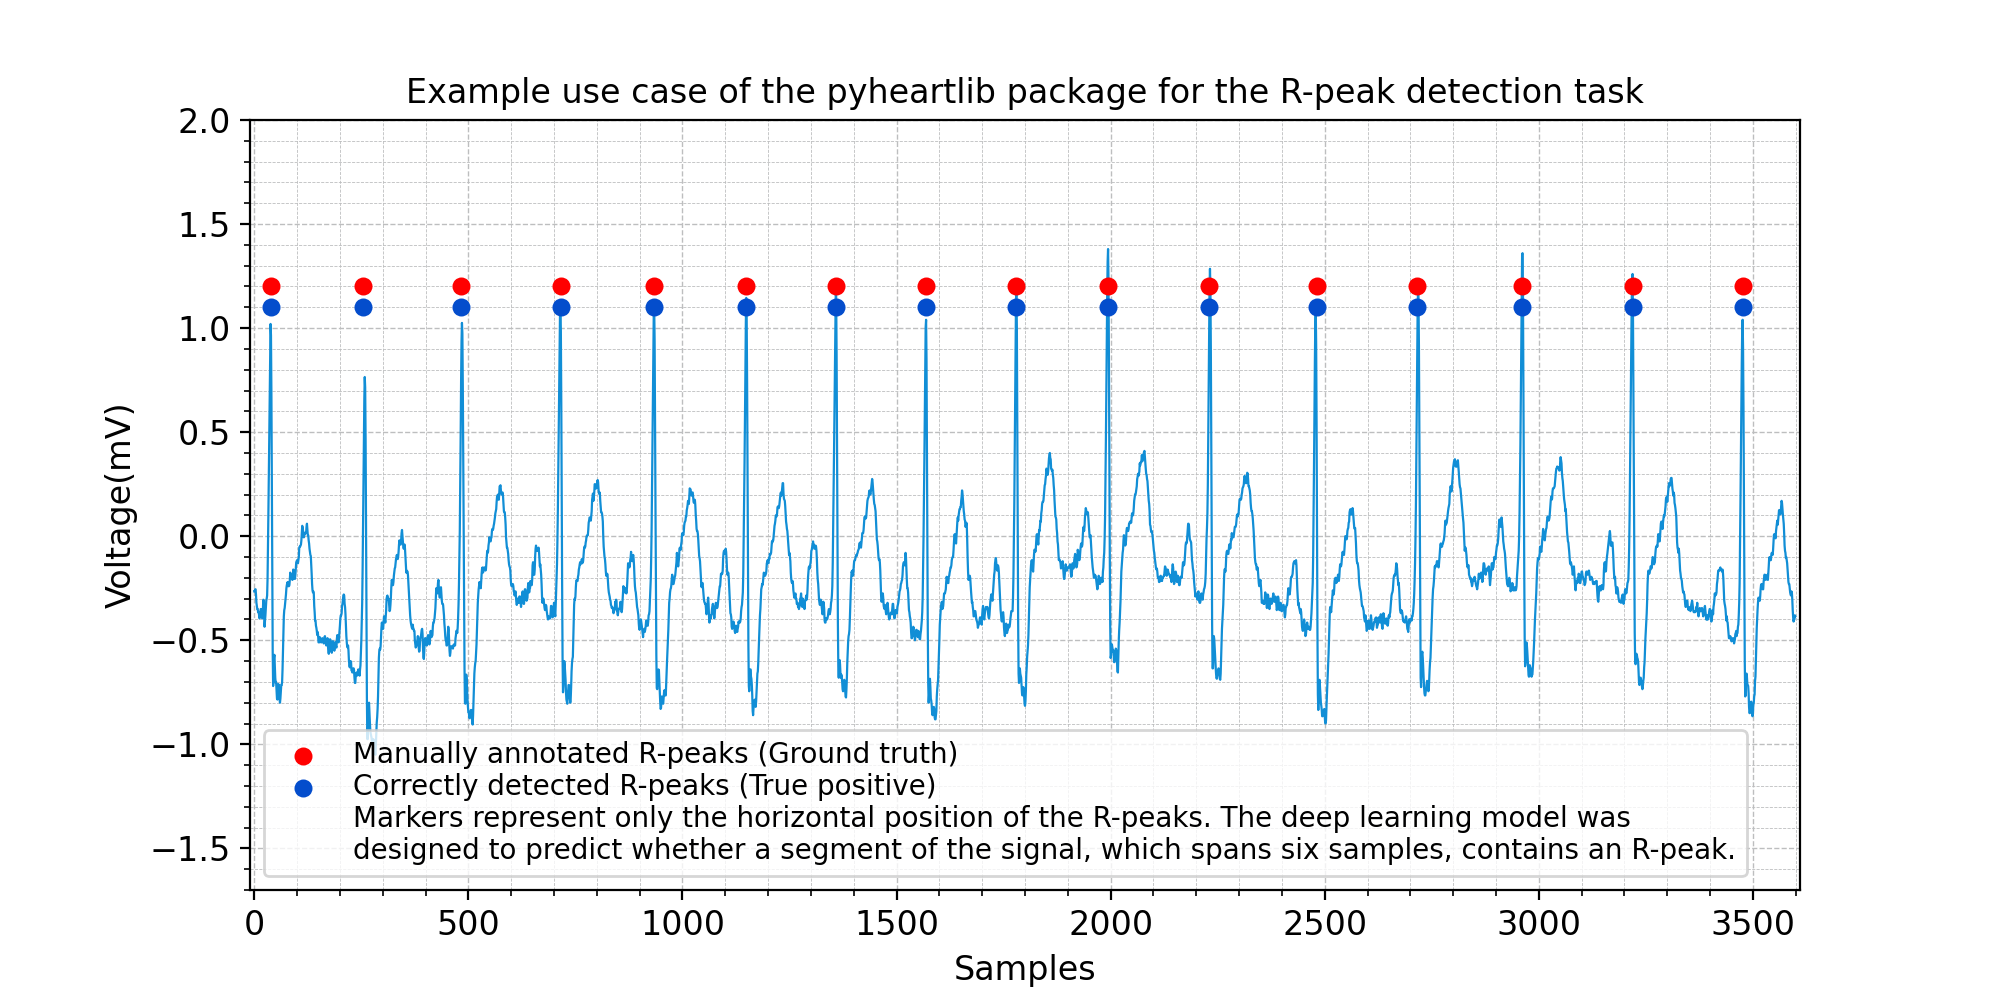 Example use case of the pyheartlib package for the R-peak detection task
2.0
1.5
1.0
0.5
0.0
−0.5
−1.0
−1.5
Voltage(mV)
Manually annotated R-peaks (Ground truth)
Correctly detected R-peaks (True positive)
Markers represent only the horizontal position of the R-peaks. The deep learning model was
designed to predict whether a segment of the signal, which spans six samples, contains an R-peak.
0 500 1000 1500 2000 2500 3000 3500
Samples